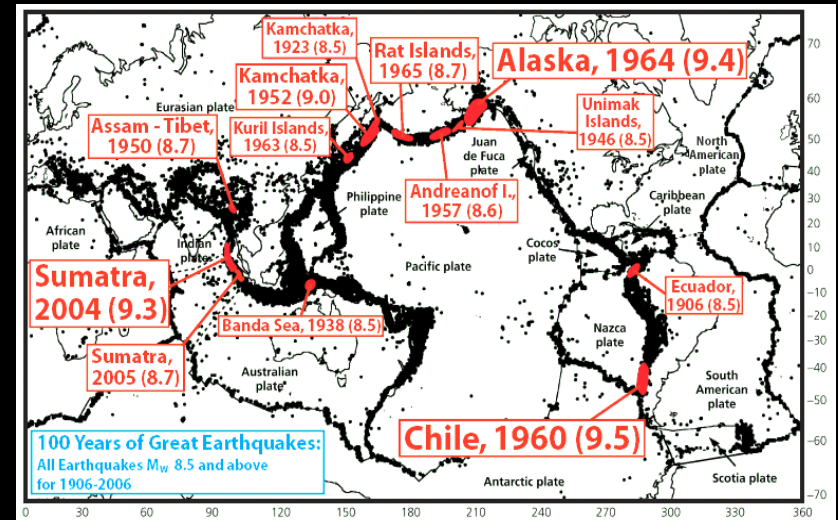 Kamchatka,
1923 (8.5)
Rat Islands,
1965 (8.7)
Alaska, 1964 (9.4)
Kamchatka,
1952 (9.0)
Eurasian plate
Assam - Tibet,
1950 (8.7)
Kuril Islands,
1963 (8.5)
Unimak
Islands,
1946 (8.5)
Juan
de Fuca
plate
North
American
plate
Andreanof I.,
1957 (8.6)
Philippine
plate
Caribbean
plate
African
plate
Indian
plate
Cocos
plate
Pacific plate
Sumatra,
2004 (9.3)
Ecuador,
1906 (8.5)
Banda Sea, 1938 (8.5)
Nazca
plate
Sumatra,
2005 (8.7)
Australian
plate
South
American
plate
Chile, 1960 (9.5)
100 Years of Great Earthquakes:
All Earthquakes MW 8.5 and above
for 1906-2006
Antarctic plate
Scotia plate
70
60
50
40
30
20
10
0
-10
-20
-30
-40
-50
-60
-70
0 30 60 90 120 150 180 210 240 270 300 330 360